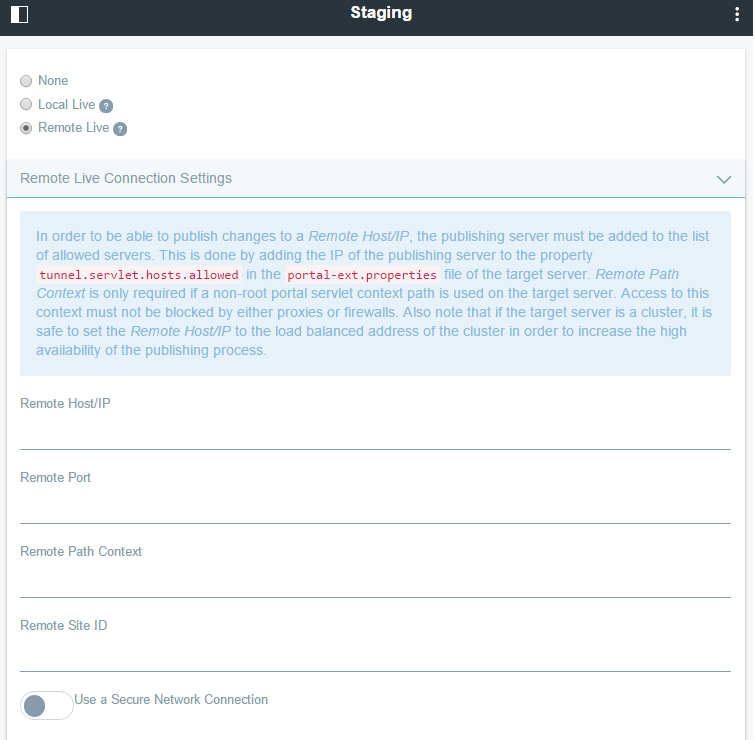 Staging
None
Local Live ?
Remote Live ?
Remote Live Connection Settings
In order to be able to publish changes to a Remote Host/IP, the publishing server must be added to the list
of allowed servers. This is done by adding the IP of the publishing server to the property
tunnel.servlet.hosts.allowed in the portal-ext.properties file of the target server. Remote Path
Context is only required if a non-root portal servlet context path is used on the target server. Access to this
context must not be blocked by either proxies or firewalls. Also note that if the target server is a cluster, it is
safe to set the Remote Host/IP to the load balanced address of the cluster in order to increase the high
availability of the publishing process.
Remote Host/IP
Remote Port
Remote Path Context
Remote Site ID
Use a Secure Network Connection